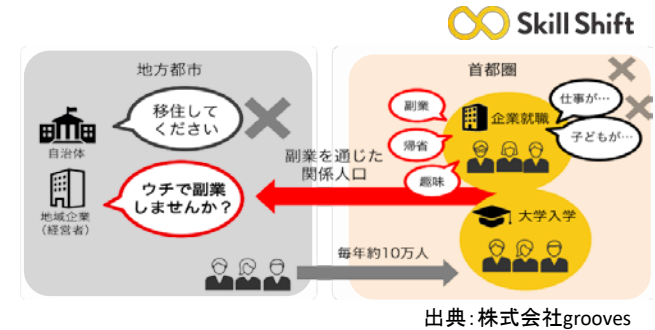 Skill Shift
地方都市
首都圏
移住して
ください
自治体
ウチで副業
しませんか？
地域企業
（経営者）
副業を通じた
関係人口
副業
帰省
趣味
企業就職
仕事が…
子どもが…
大学入学
毎年約10万人
出典：株式会社grooves